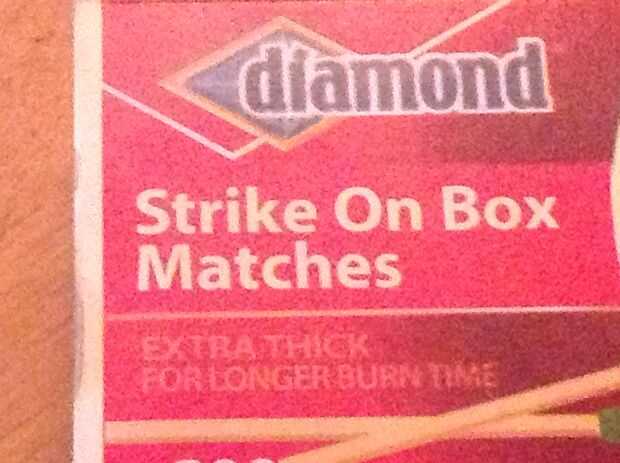 diamond
Strike On Box
Matches
EXTRA THICK
FOR LONGER BURN TIME